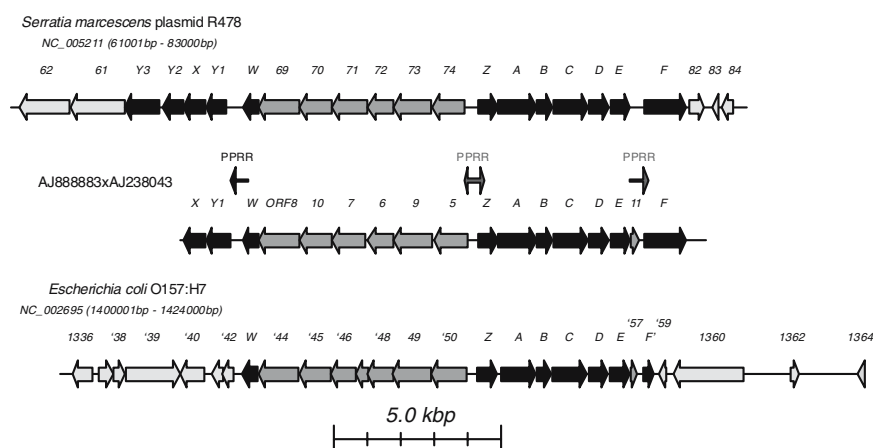 Serratia marcescens plasmid R478
NC_005211 (61001bp - 83000bp)
62 61 Y3 Y2 X Y1 W 69 70 71 72 73 74 Z A B C D E F 82 83 84
PPRR PPRR PPRR
AJ888883xAJ238043
X Y1 W ORF8 10 7 6 9 5 Z A B C D E 11 F
Escherichia coli O157:H7
NC_002695 (1400001bp - 1424000bp)
1336 '38 '39 '40 '42 W '44 '45 '46 '48 49 '50 Z A B C D E '57 F' '59 1360 1362 1364
5.0 kbp